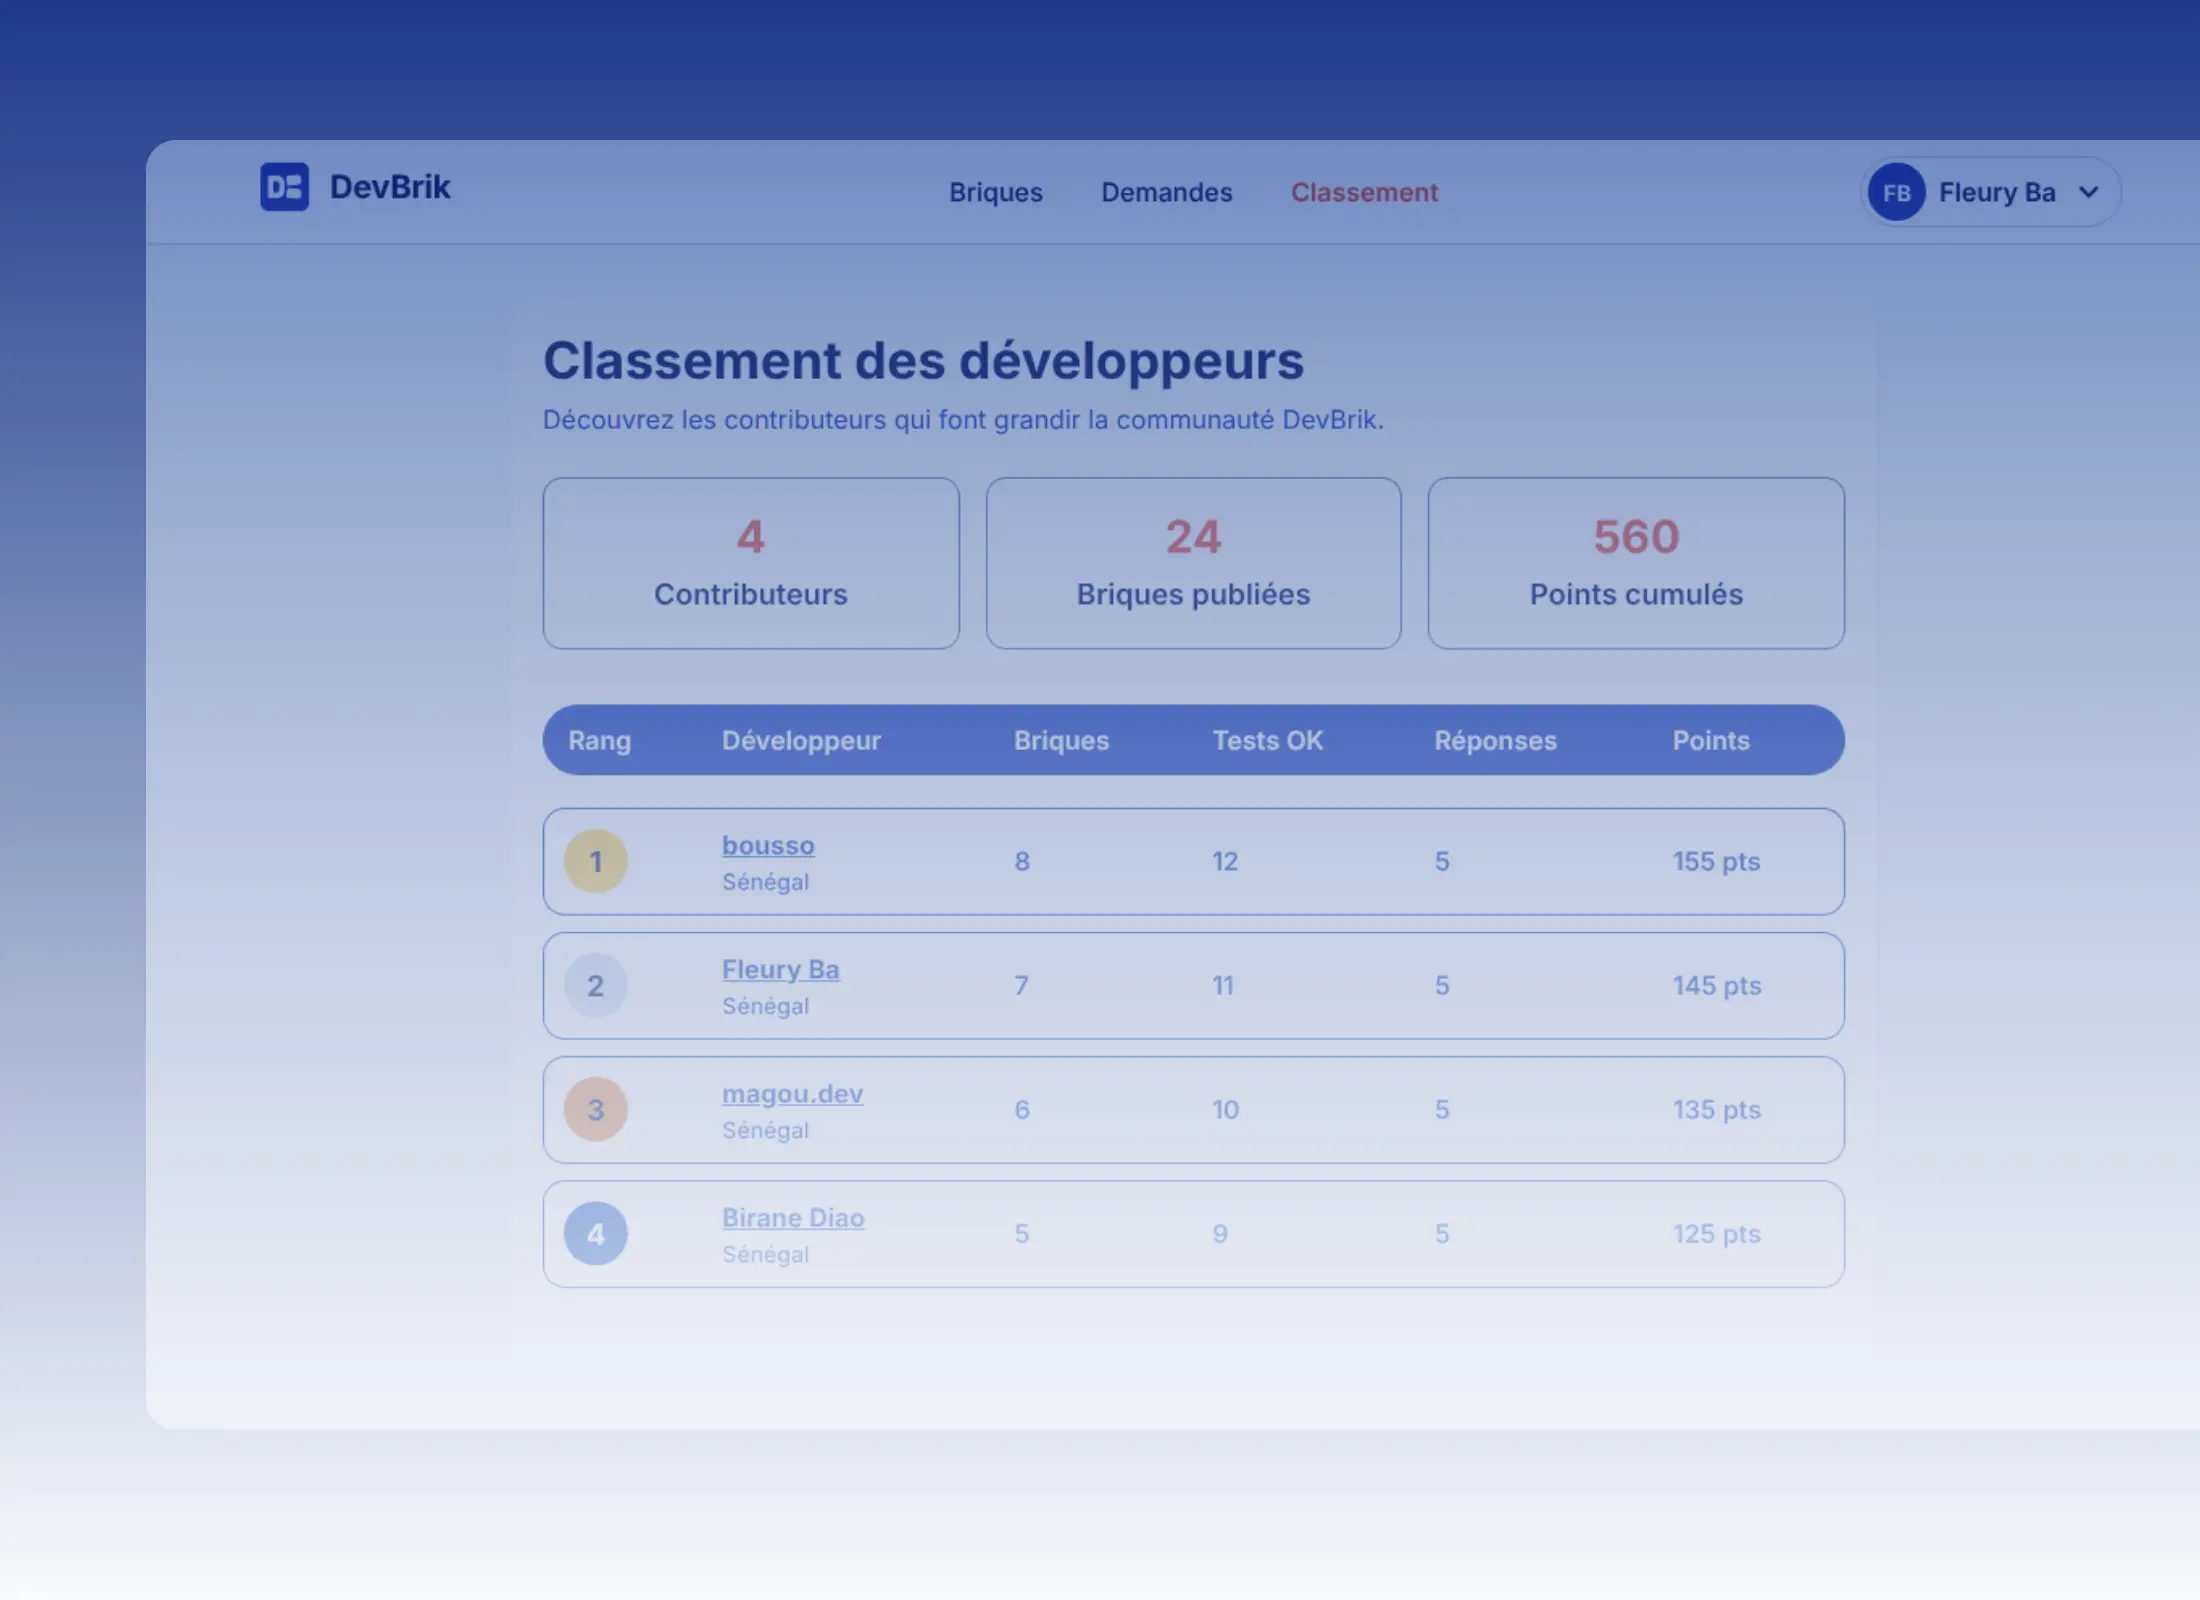 DevBrik
Briques Demandes Classement
FB Fleury Ba
Classement des développeurs
Découvrez les contributeurs qui font grandir la communauté DevBrik.
4
Contributeurs
24
Briques publiées
560
Points cumulés
Rang Développeur Briques Tests OK Réponses Points
1 bousso 8 12 5 155 pts
Sénégal
2 Fleury Ba 7 11 5 145 pts
Sénégal
3 magou.dev 6 10 5 135 pts
Sénégal
4 Birane Diao 5 9 5 125 pts
Sénégal